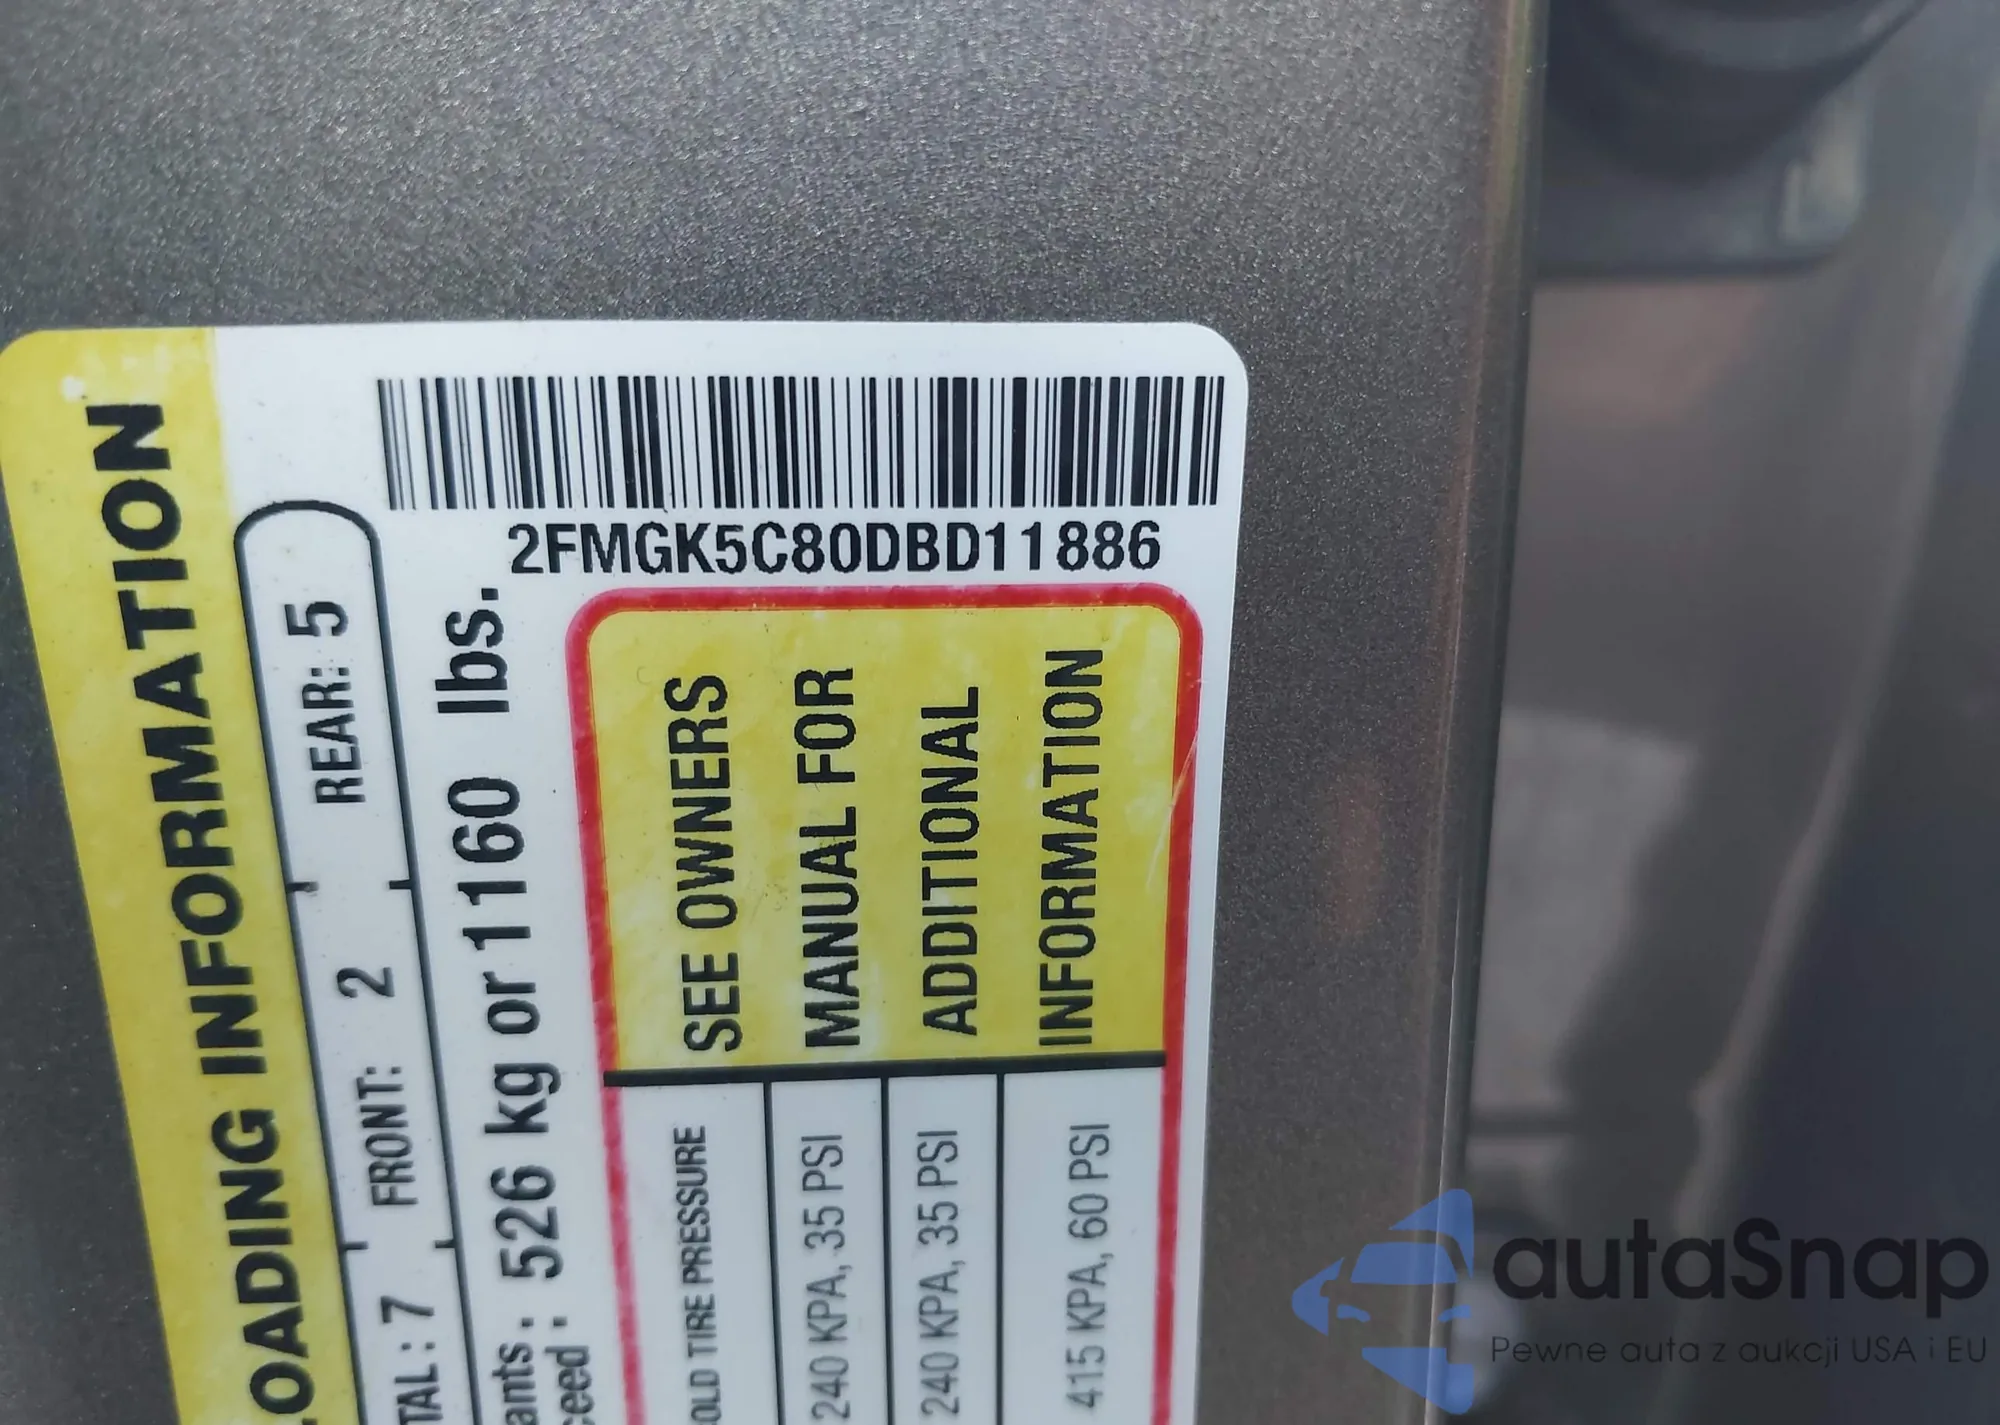 2FMGK5C80DBD11886
LOADING INFORMATION
TAL : 7 FRONT: 2 REAR: 5
ants . 526 kg or 1160 lbs.
ceed :
OLD TIRE PRESSURE
240 KPA, 35 PSI
240 KPA, 35 PSI
415 KPA, 60 PSI
SEE OWNERS
MANUAL FOR
ADDITIONAL
INFORMATION
autaSnap
Pewne auta z aukcji USA i EU